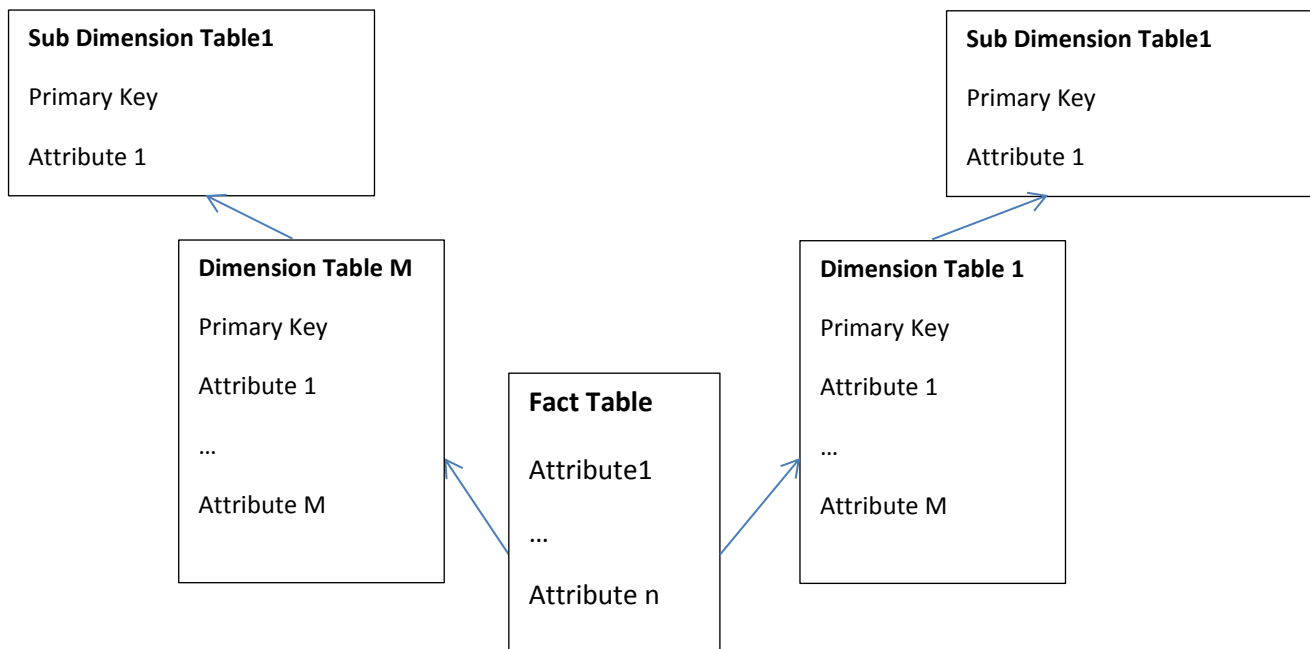 Sub Dimension Table1
Primary Key
Attribute 1
Sub Dimension Table1
Primary Key
Attribute 1
Dimension Table M
Primary Key
Attribute 1
...
Attribute M
Fact Table
Attribute1
...
Attribute n
Dimension Table 1
Primary Key
Attribute 1
...
Attribute M